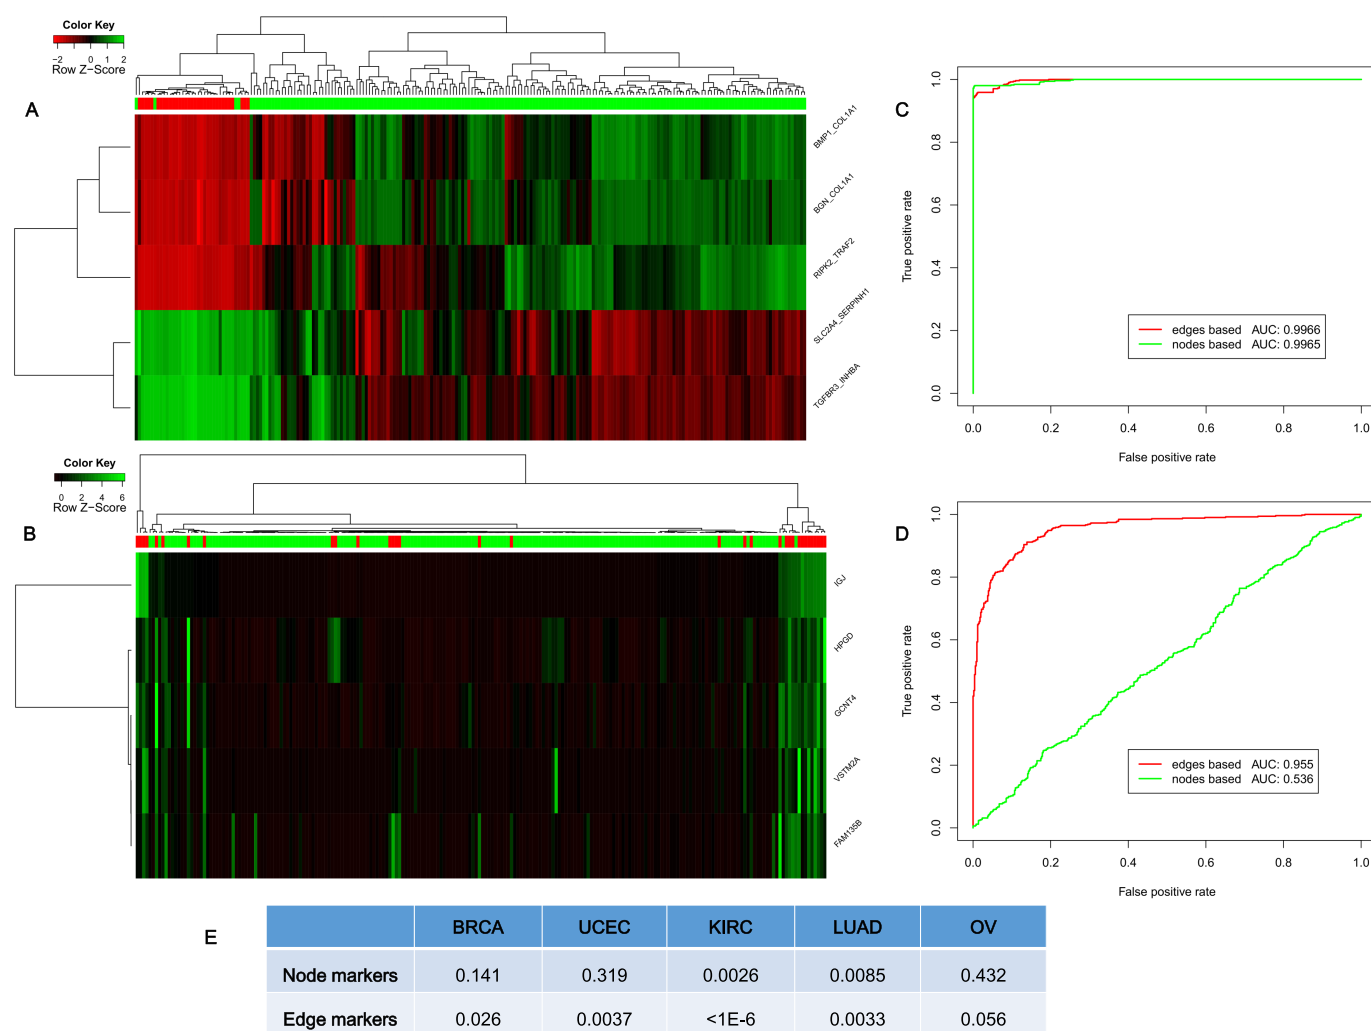 Color Key
−2 0 1 2
Row Z−Score
A
BMP1_COL1A1
BGN_COL1A1
RIPK2_TRAF2
SLC2A4_SERPINH1
TGFBR3_INHBA
C
True positive rate
0.0 0.2 0.4 0.6 0.8 1.0
edges based AUC: 0.9966
nodes based AUC: 0.9965
0.0 0.2 0.4 0.6 0.8 1.0
False positive rate
Color Key
0 2 4 6
Row Z−Score
B
IGJ
HPGD
GCNT4
VSTM2A
FAM135B
D
True positive rate
0.0 0.2 0.4 0.6 0.8 1.0
edges based AUC: 0.955
nodes based AUC: 0.536
0.0 0.2 0.4 0.6 0.8 1.0
False positive rate
E
BRCA UCEC KIRC LUAD OV
Node markers 0.141 0.319 0.0026 0.0085 0.432
Edge markers 0.026 0.0037 <1E-6 0.0033 0.056